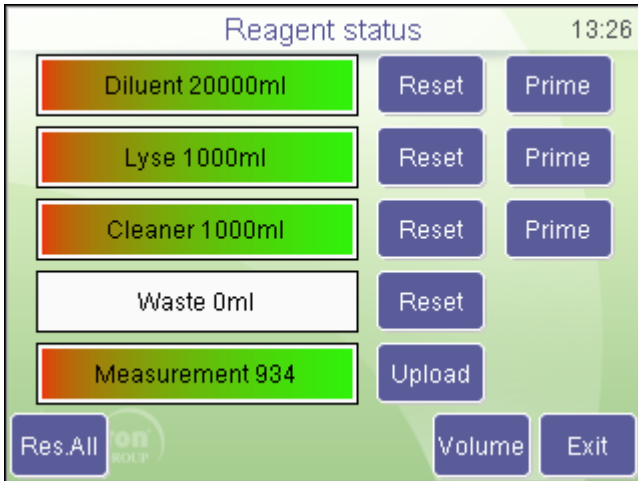 Reagent status 13:26
Diluent 20000ml Reset Prime
Lyse 1000ml Reset Prime
Cleaner 1000ml Reset Prime
Waste 0ml Reset
Measurement 934 Upload
Res.All Volume Exit